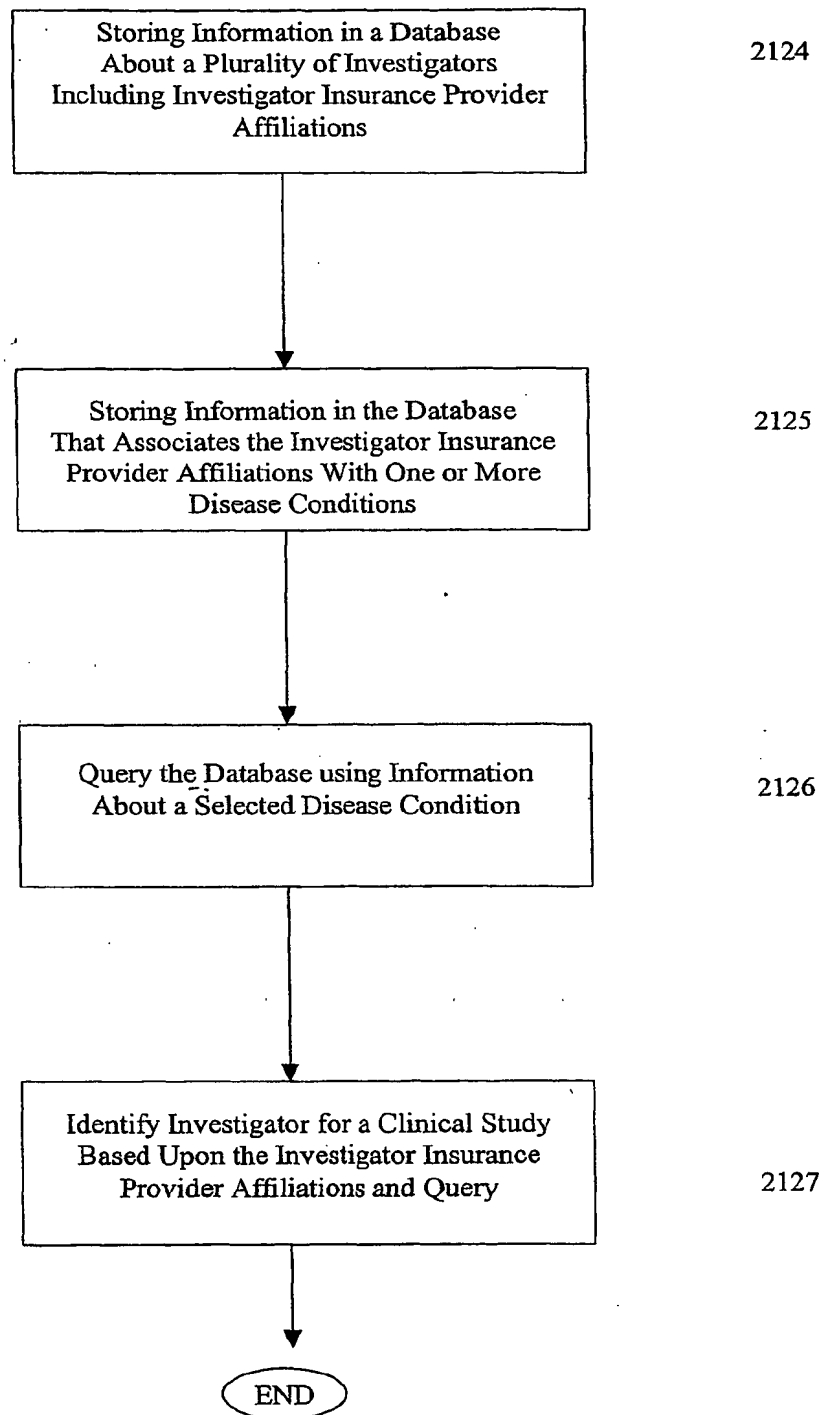 Storing Information in a Database
About a Plurality of Investigators
Including Investigator Insurance Provider
Affiliations
2124
Storing Information in the Database
That Associates the Investigator Insurance
Provider Affiliations With One or More
Disease Conditions
2125
Query the Database using Information
About a Selected Disease Condition
2126
Identify Investigator for a Clinical Study
Based Upon the Investigator Insurance
Provider Affiliations and Query
2127
END